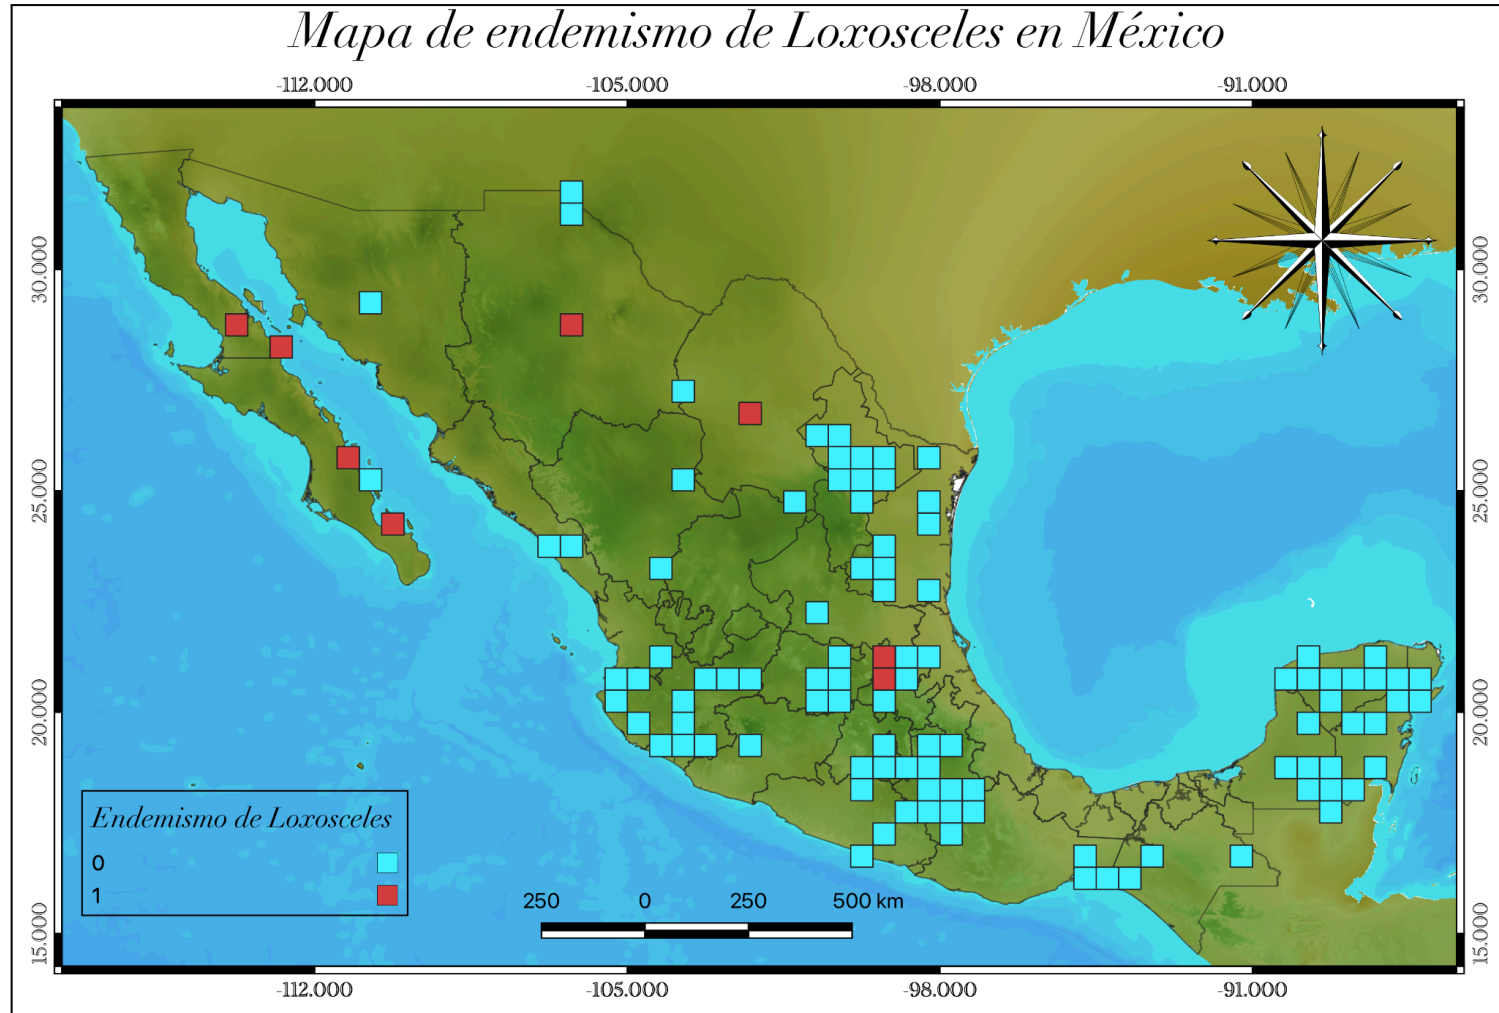 Mapa de endemismo de Loxosceles en México
-112.000 -105.000 -98.000 -91.000
30.000 30.000
25.000 25.000
20.000 20.000
15.000 15.000
Endemismo de Loxosceles
0
1
250 0 250 500 km
-112.000 -105.000 -98.000 -91.000